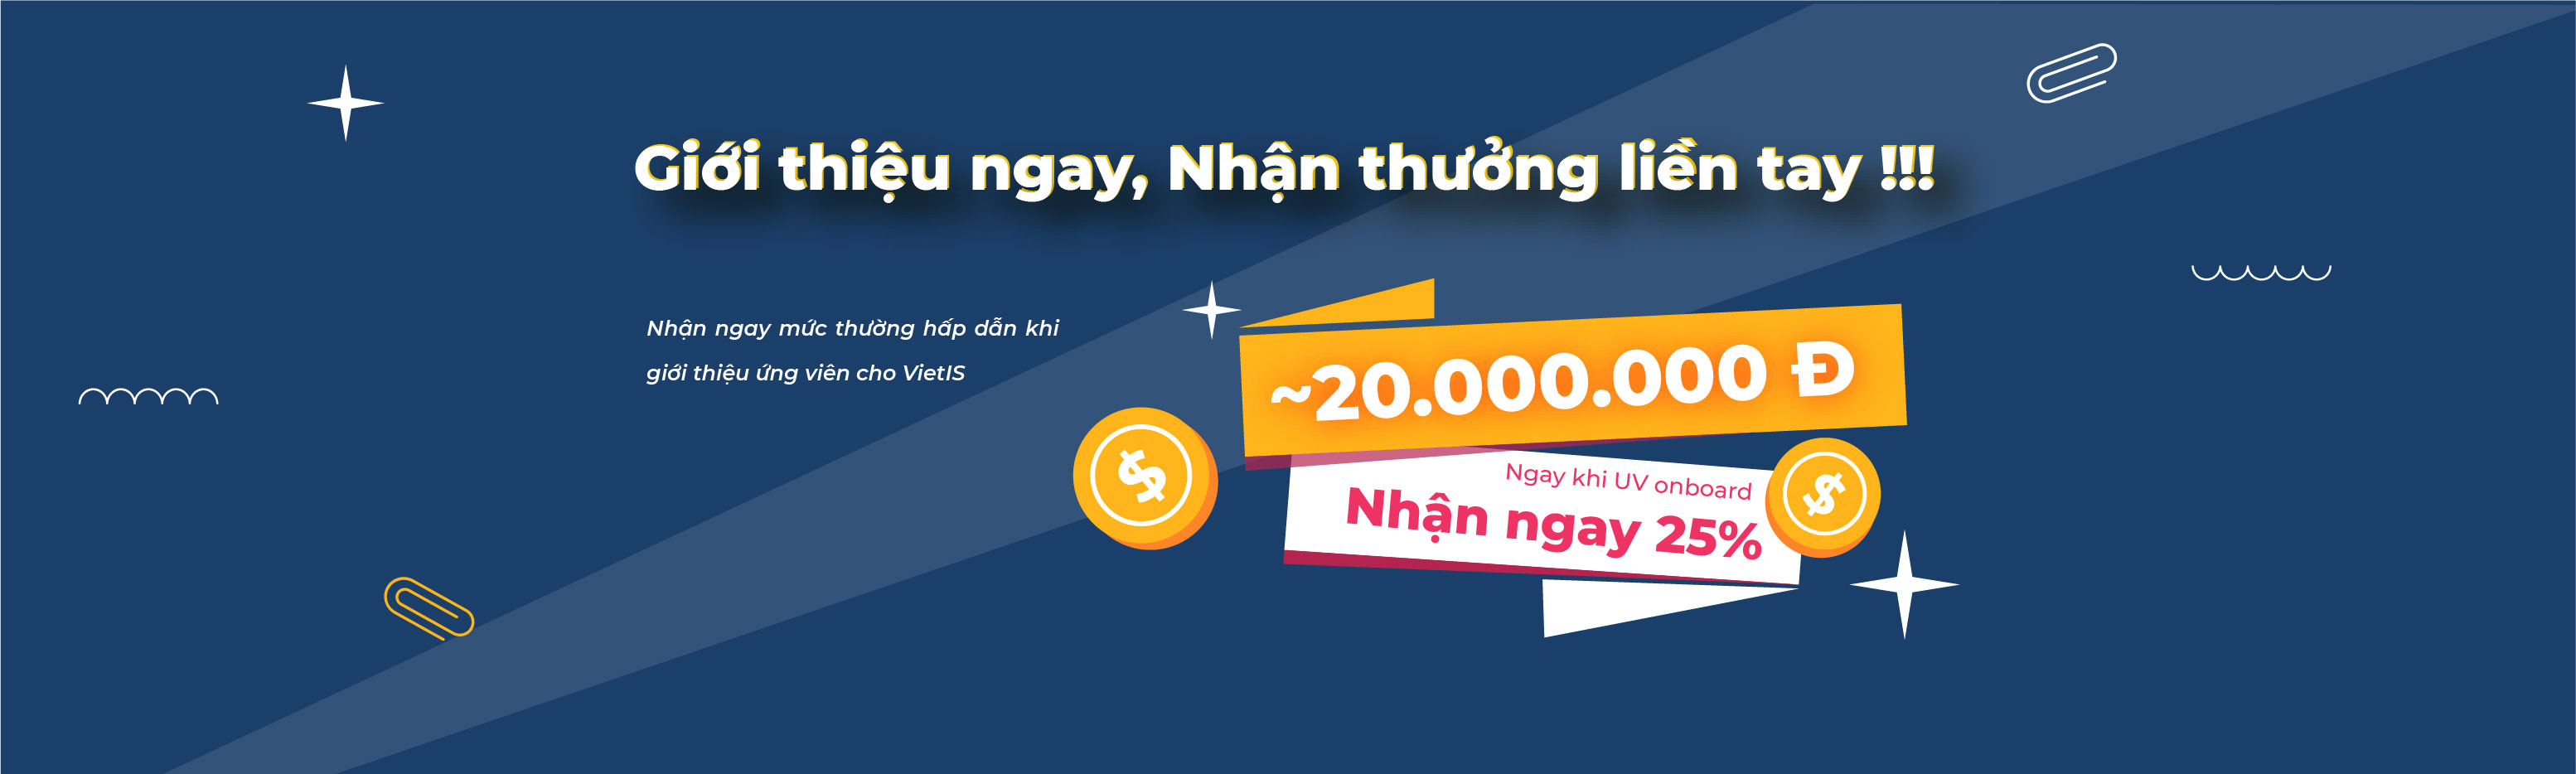 Giới thiệu ngay, Nhận thưởng liền tay !!!
Nhận ngay mức thường hấp dẫn khi
giới thiệu ứng viên cho VietIS
~20.000.000 Đ
Ngay khi UV onboard
Nhận ngay 25%